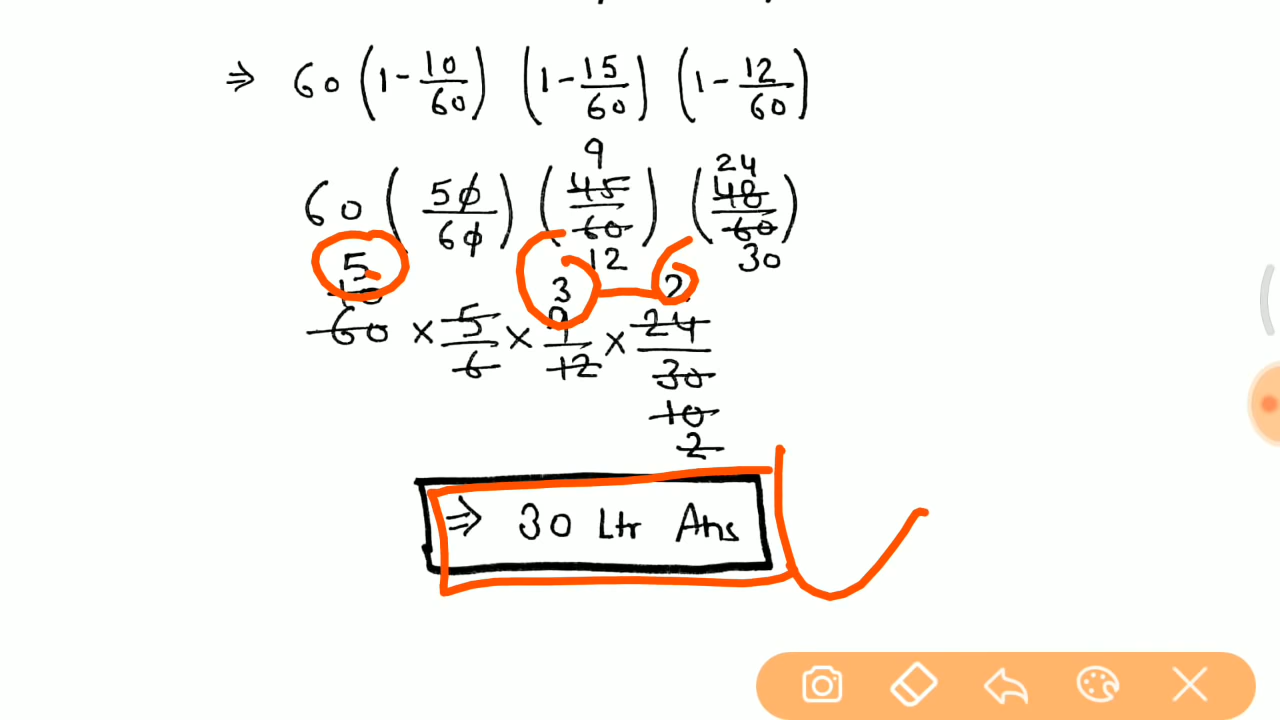 ⇒ 60 (1 - 10/60) (1 - 15/60) (1 - 12/60)
9 24
60 (50/60) (45/60) (48/60)
12 30
5 3 2
10
60 × 5/6 × 9/12 × 24/30
10
2
⇒ 30 Ltr Ans